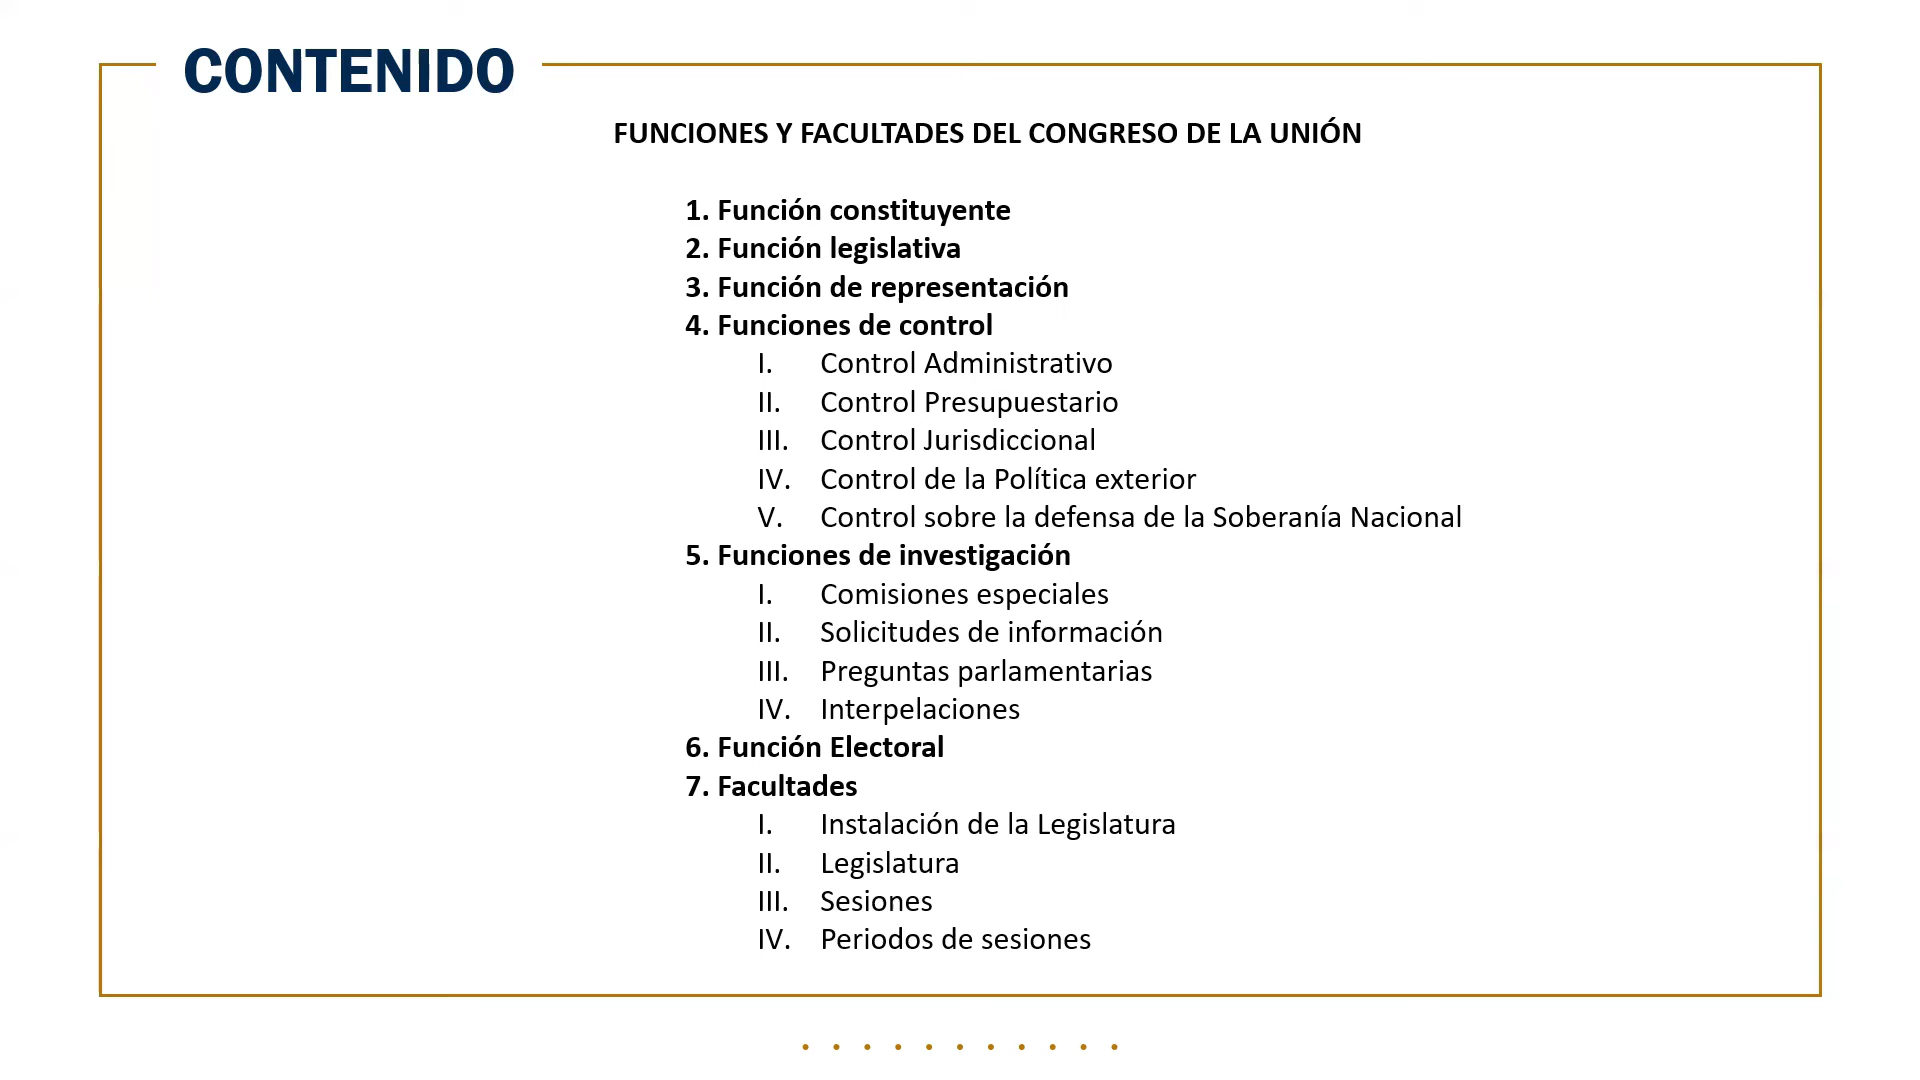 CONTENIDO
FUNCIONES Y FACULTADES DEL CONGRESO DE LA UNIÓN
1. Función constituyente
2. Función legislativa
3. Función de representación
4. Funciones de control
I. Control Administrativo
II. Control Presupuestario
III. Control Jurisdiccional
IV. Control de la Política exterior
V. Control sobre la defensa de la Soberanía Nacional
5. Funciones de investigación
I. Comisiones especiales
II. Solicitudes de información
III. Preguntas parlamentarias
IV. Interpelaciones
6. Función Electoral
7. Facultades
I. Instalación de la Legislatura
II. Legislatura
III. Sesiones
IV. Periodos de sesiones